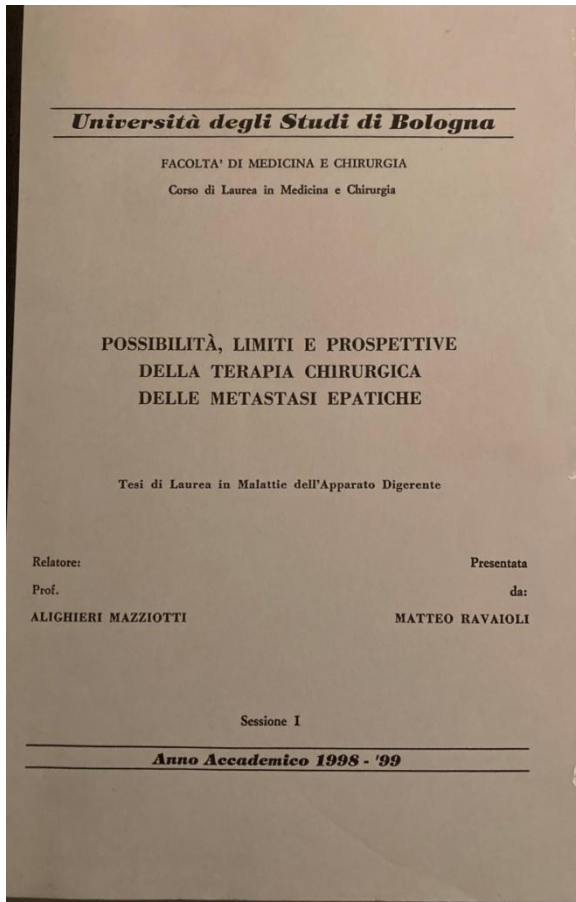 Università degli Studi di Bologna
FACOLTA' DI MEDICINA E CHIRURGIA
Corso di Laurea in Medicina e Chirurgia
POSSIBILITÀ, LIMITI E PROSPETTIVE
DELLA TERAPIA CHIRURGICA
DELLE METASTASI EPATICHE
Tesi di Laurea in Malattie dell'Apparato Digerente
Relatore:
Prof.
ALIGHIERI MAZZIOTTI
Presentata
da:
MATTEO RAVAIOLI
Sessione I
Anno Accademico 1998 - '99